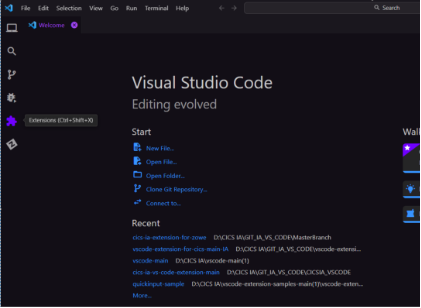 File Edit Selection View Go Run Terminal Help
Search
Welcome
Visual Studio Code
Editing evolved
Extensions (Ctrl+Shift+X)
Start
New File...
Open File...
Open Folder...
Clone Git Repository...
Connect to...
Recent
cics-ia-extension-for-zowe D:\CICS IA\GIT_IA_VS_CODE\MasterBranch
vscode-extension-for-cics-main-IA D:\CICS IA\GIT_IA_VS_CODE\vscode-extensi...
vscode-main D:\CICS IA\vscode-main(1)
cics-ia-vs-code-extension-main D:\CICS IA\GIT_IA_VS_CODE\CICSIA_VSCODE
quickinput-sample D:\CICS IA\vscode-extension-samples-main(1)\vscode-exten...
More...
Wall